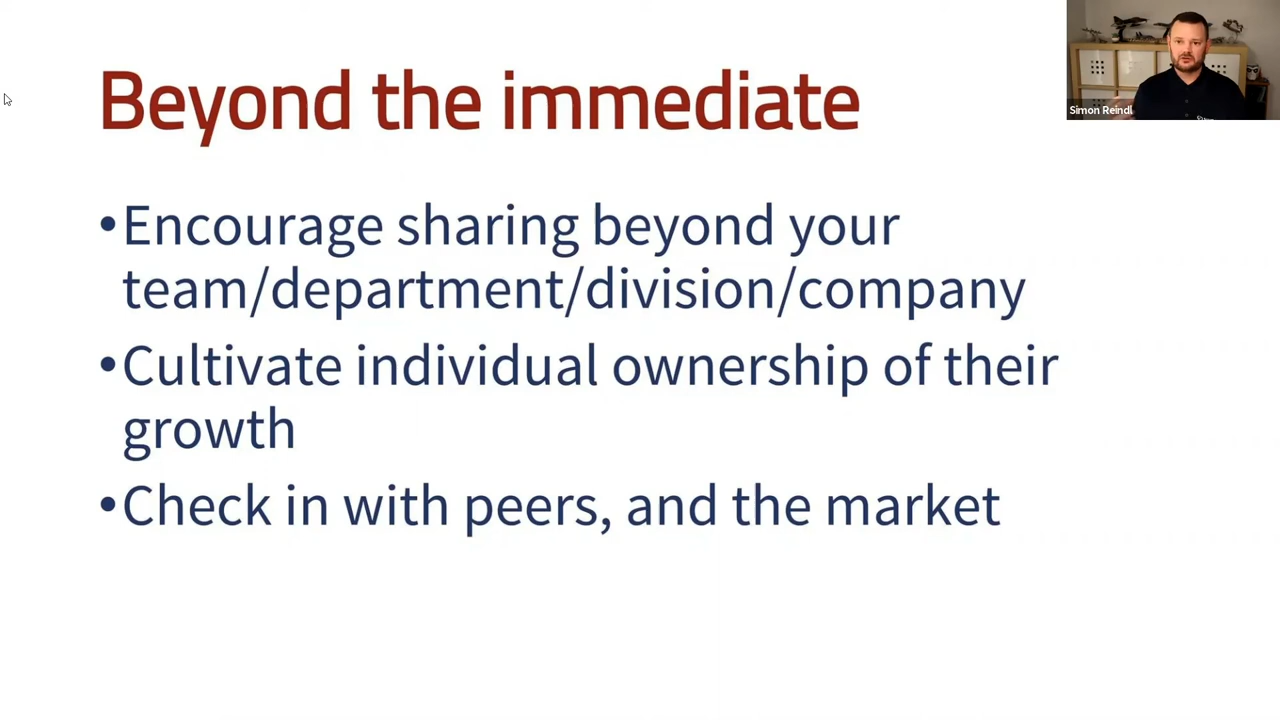 Beyond the immediate
•Encourage sharing beyond your
team/department/division/company
•Cultivate individual ownership of their
growth
•Check in with peers, and the market
Simon Reindl